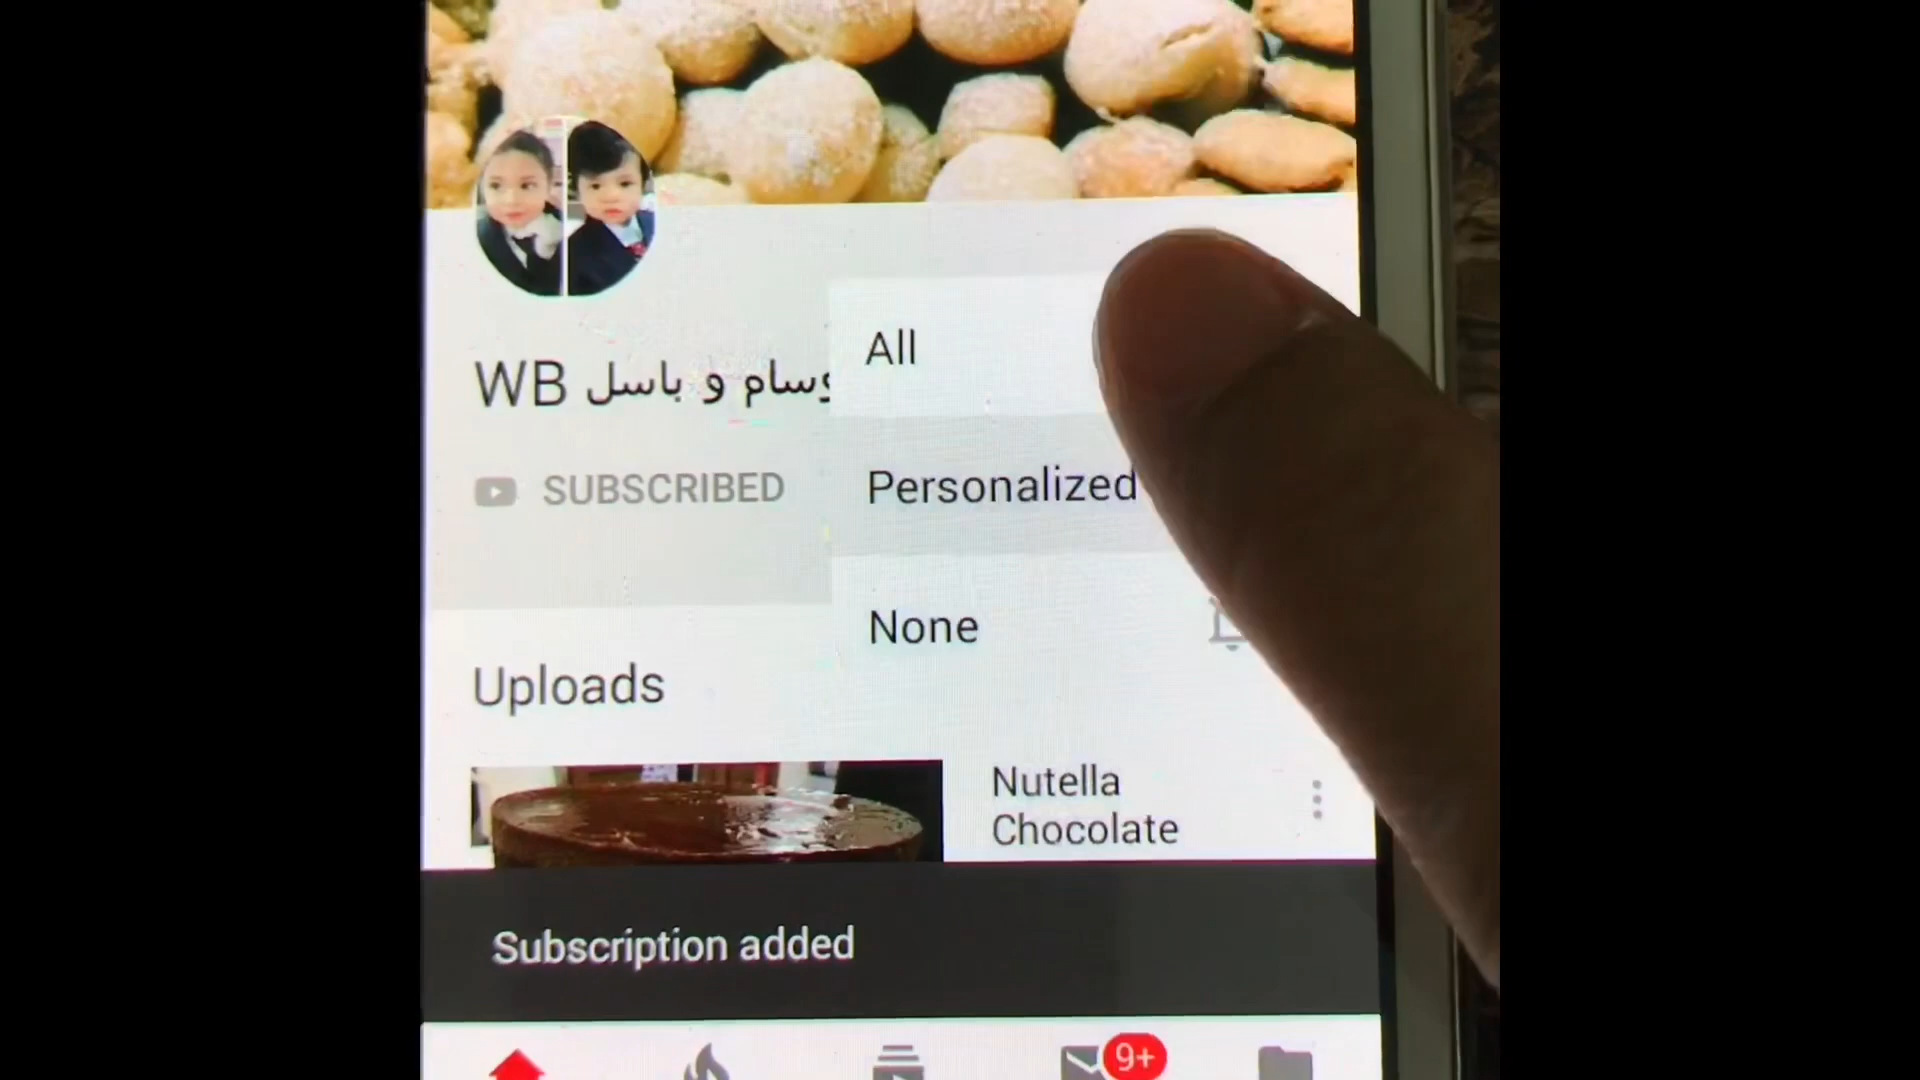 All
WB وسام و باسل
Personalized
SUBSCRIBED
None
Uploads
Nutella
Chocolate
Subscription added
9+